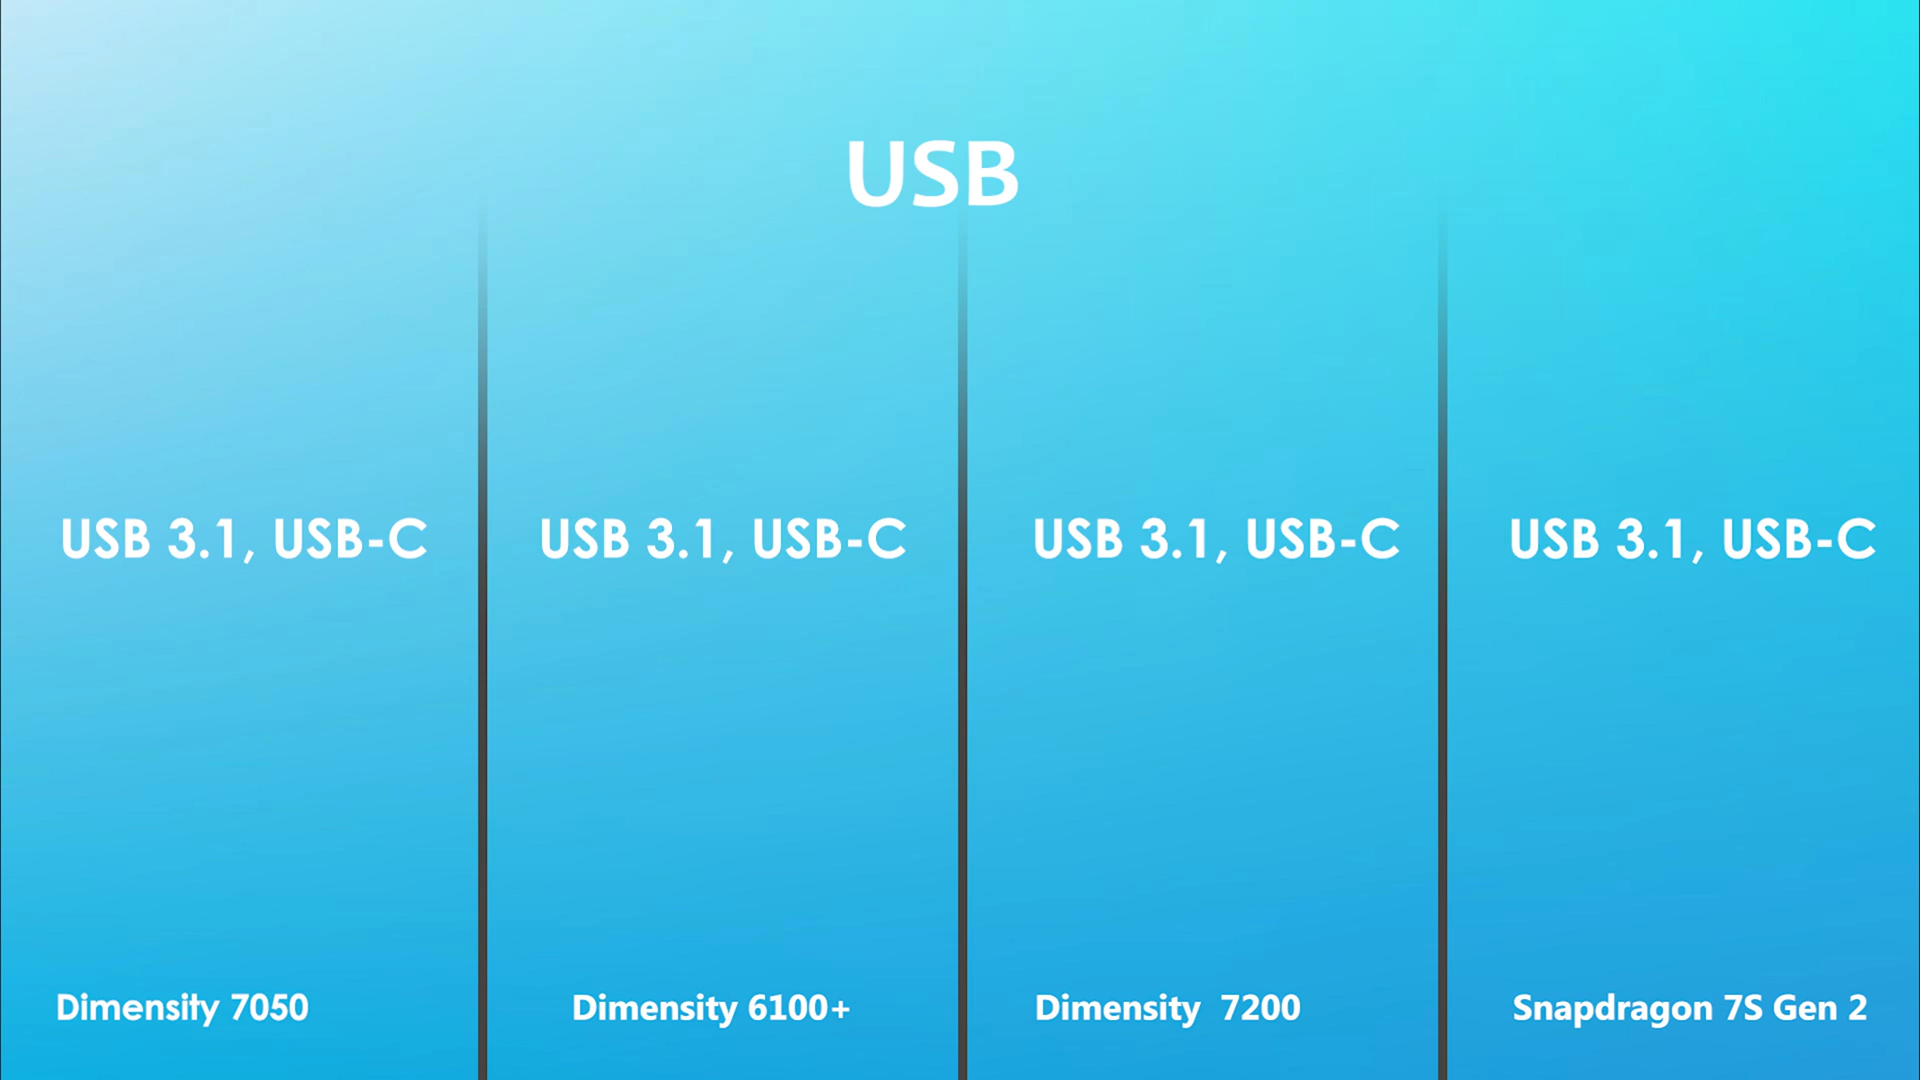 USB
USB 3.1, USB-C
USB 3.1, USB-C
USB 3.1, USB-C
USB 3.1, USB-C
Dimensity 7050
Dimensity 6100+
Dimensity 7200
Snapdragon 7S Gen 2